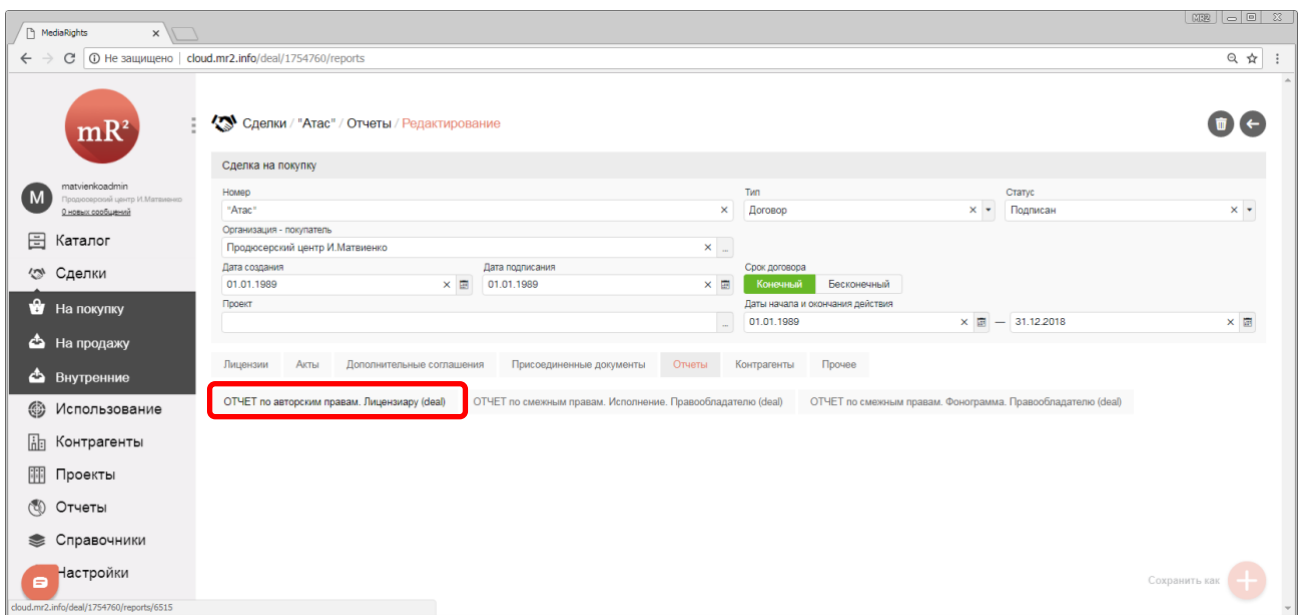 MR2
MediaRights
Не защищено | cloud.mr2.info/deal/1754760/reports
mR²
Сделки / "Атас" / Отчеты / Редактирование
Сделка на покупку
M
matvienkoadmin
Продюсерский центр И.Матвиенко
0 новых сообщений
Номер Тип Статус
"Атас" Договор Подписан
Организация - покупатель
Продюсерский центр И.Матвиенко
Дата создания Дата подписания Срок договора
01.01.1989 01.01.1989 Конечный Бесконечный
Проект Даты начала и окончания действия
01.01.1989 — 31.12.2018
Лицензии Акты Дополнительные соглашения Присоединенные документы Отчеты Контрагенты Прочее
ОТЧЕТ по авторским правам. Лицензиару (deal) ОТЧЕТ по смежным правам. Исполнение. Правообладателю (deal) ОТЧЕТ по смежным правам. Фонограмма. Правообладателю (deal)
Каталог
Сделки
На покупку
На продажу
Внутренние
Использование
Контрагенты
Проекты
Отчеты
Справочники
Настройки
Сохранить как
cloud.mr2.info/deal/1754760/reports/6515